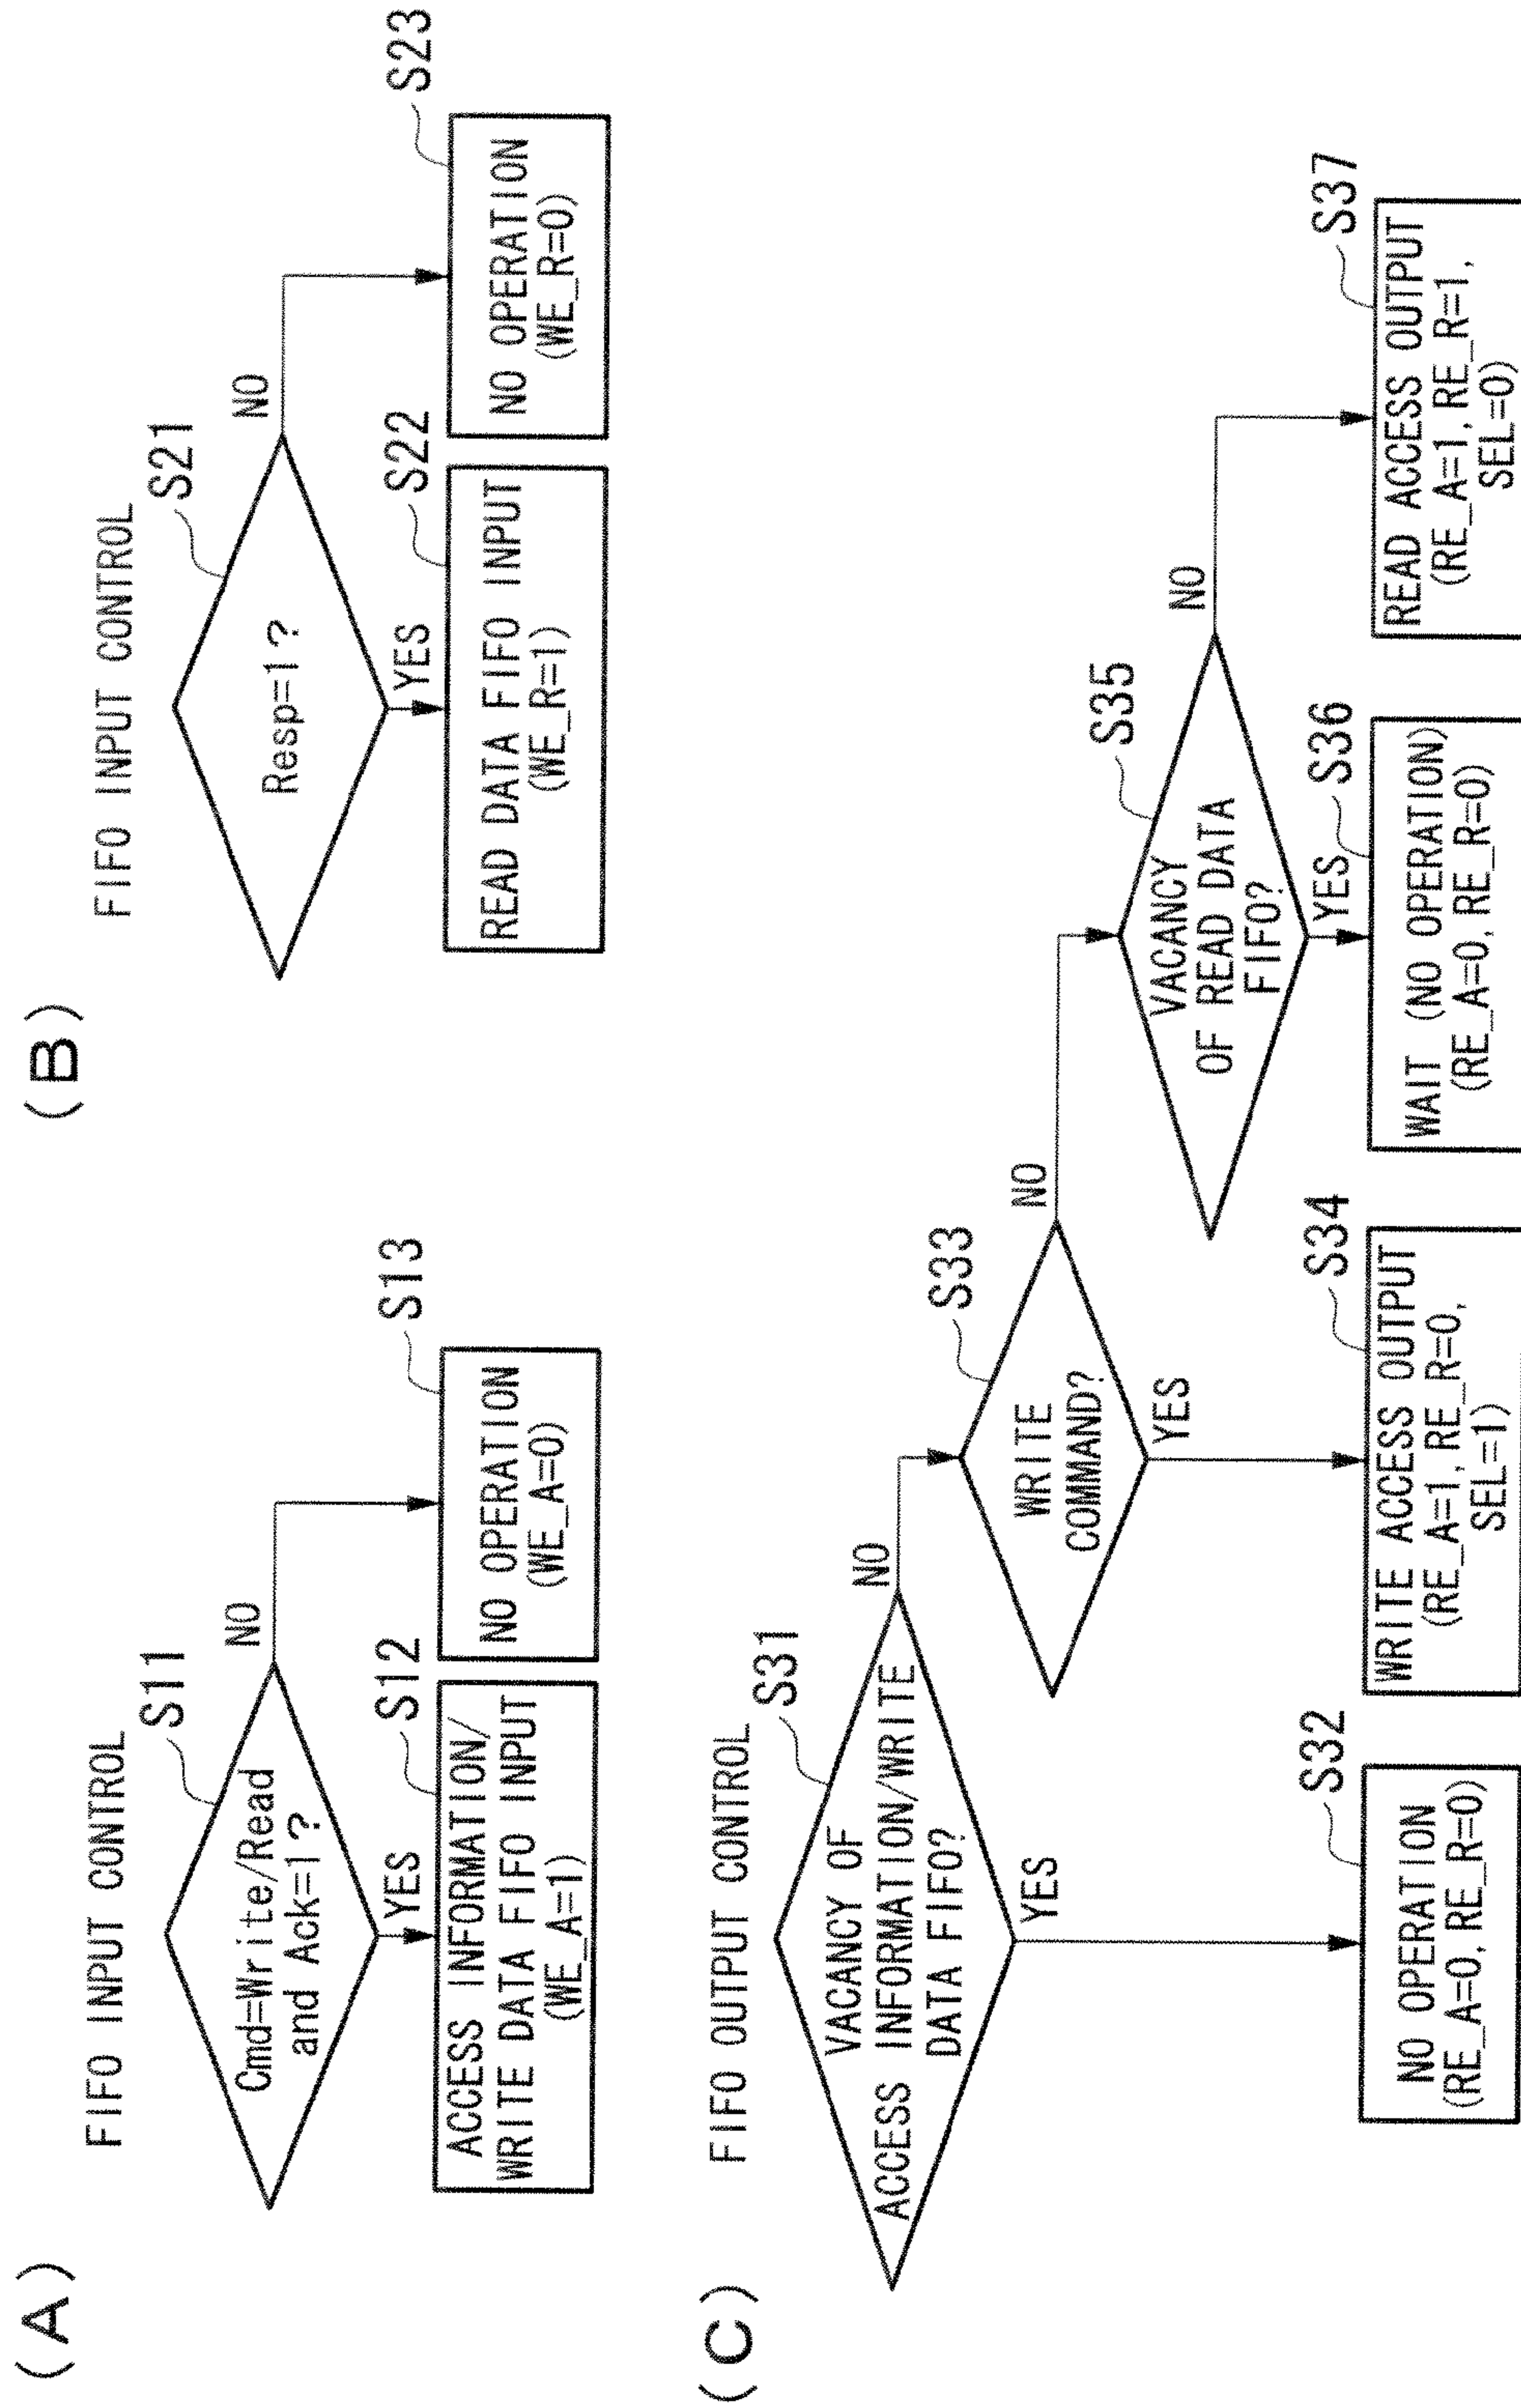 (A)
FIFO INPUT CONTROL
S11
Cmd=Write/Read
and Ack=1?
NO
YES
S12
ACCESS INFORMATION/
WRITE DATA FIFO INPUT
(WE_A=1)
S13
NO OPERATION
(WE_A=0)
(B)
FIFO INPUT CONTROL
S21
Resp=1?
NO
YES
S22
READ DATA FIFO INPUT
(WE_R=1)
S23
NO OPERATION
(WE_R=0)
(C)
FIFO OUTPUT CONTROL
S31
VACANCY OF
ACCESS INFORMATION/WRITE
DATA FIFO?
NO
YES
S32
NO OPERATION
(RE_A=0, RE_R=0)
S33
WRITE
COMMAND?
NO
YES
S34
WRITE ACCESS OUTPUT
(RE_A=1, RE_R=0,
SEL=1)
S35
VACANCY
OF READ DATA
FIFO?
NO
YES
S36
WAIT (NO OPERATION)
(RE_A=0, RE_R=0)
S37
READ ACCESS OUTPUT
(RE_A=1, RE_R=1,
SEL=0)